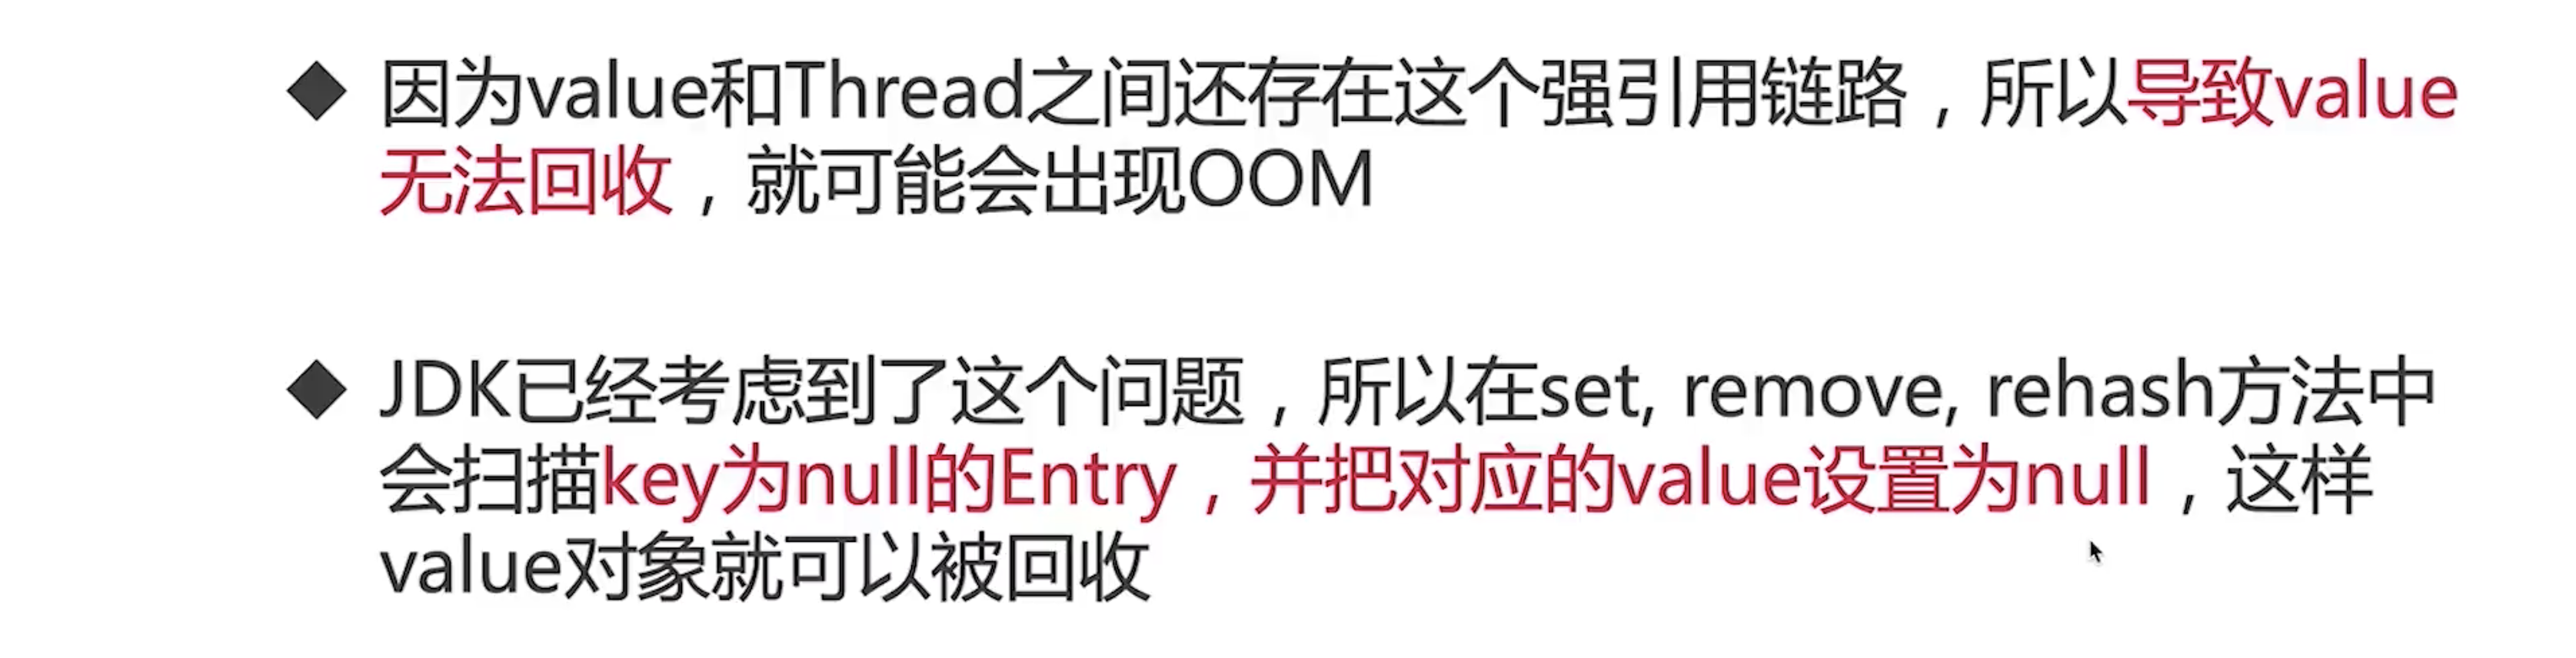 因为value和Thread之间还存在这个强引用链路，所以导致value
无法回收，就可能会出现OOM
JDK已经考虑到了这个问题，所以在set, remove, rehash方法中
会扫描key为null的Entry，并把对应的value设置为null，这样
value对象就可以被回收